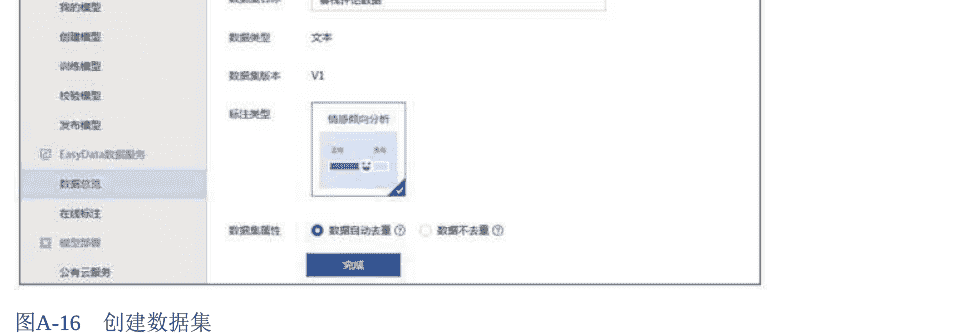 我的模型
创建模型
数据类型 文本
训练模型
数据集版本 V1
校验模型
标注类型
发布模型
情感倾向分析
EasyData数据服务
数据总览
在线标注
数据集属性 数据自动去重 数据不去重
模型部署
完成
公有云服务
图A-16 创建数据集